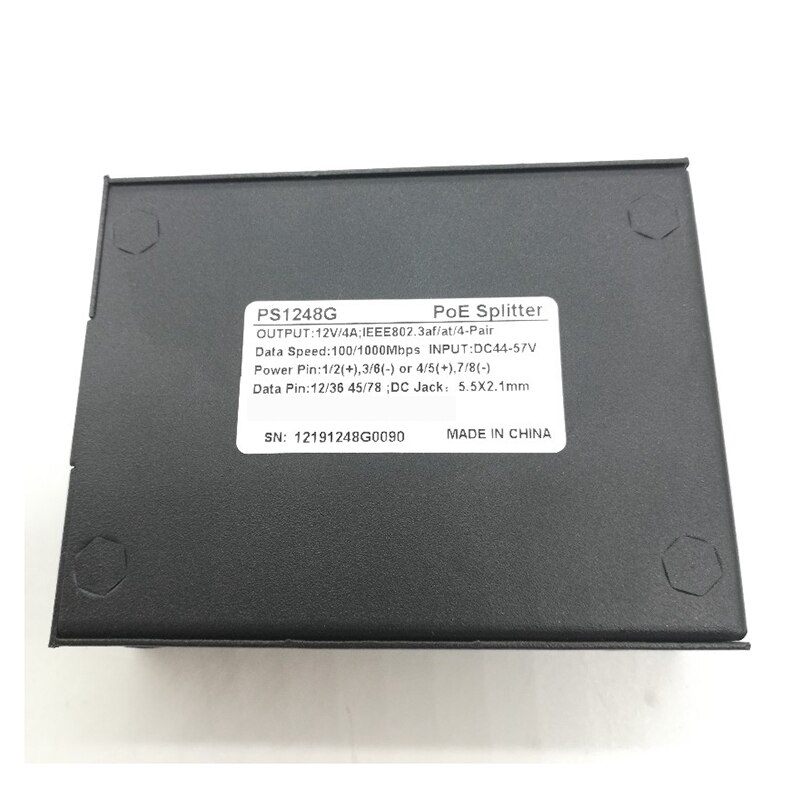 PS1248G PoE Splitter
OUTPUT:12V/4A;IEEE802.3af/at/4-Pair
Data Speed:100/1000Mbps INPUT:DC44-57V
Power Pin:1/2(+),3/6(-) or 4/5(+),7/8(-)
Data Pin:12/36 45/78 ;DC Jack: 5.5X2.1mm
SN: 12191248G0090 MADE IN CHINA